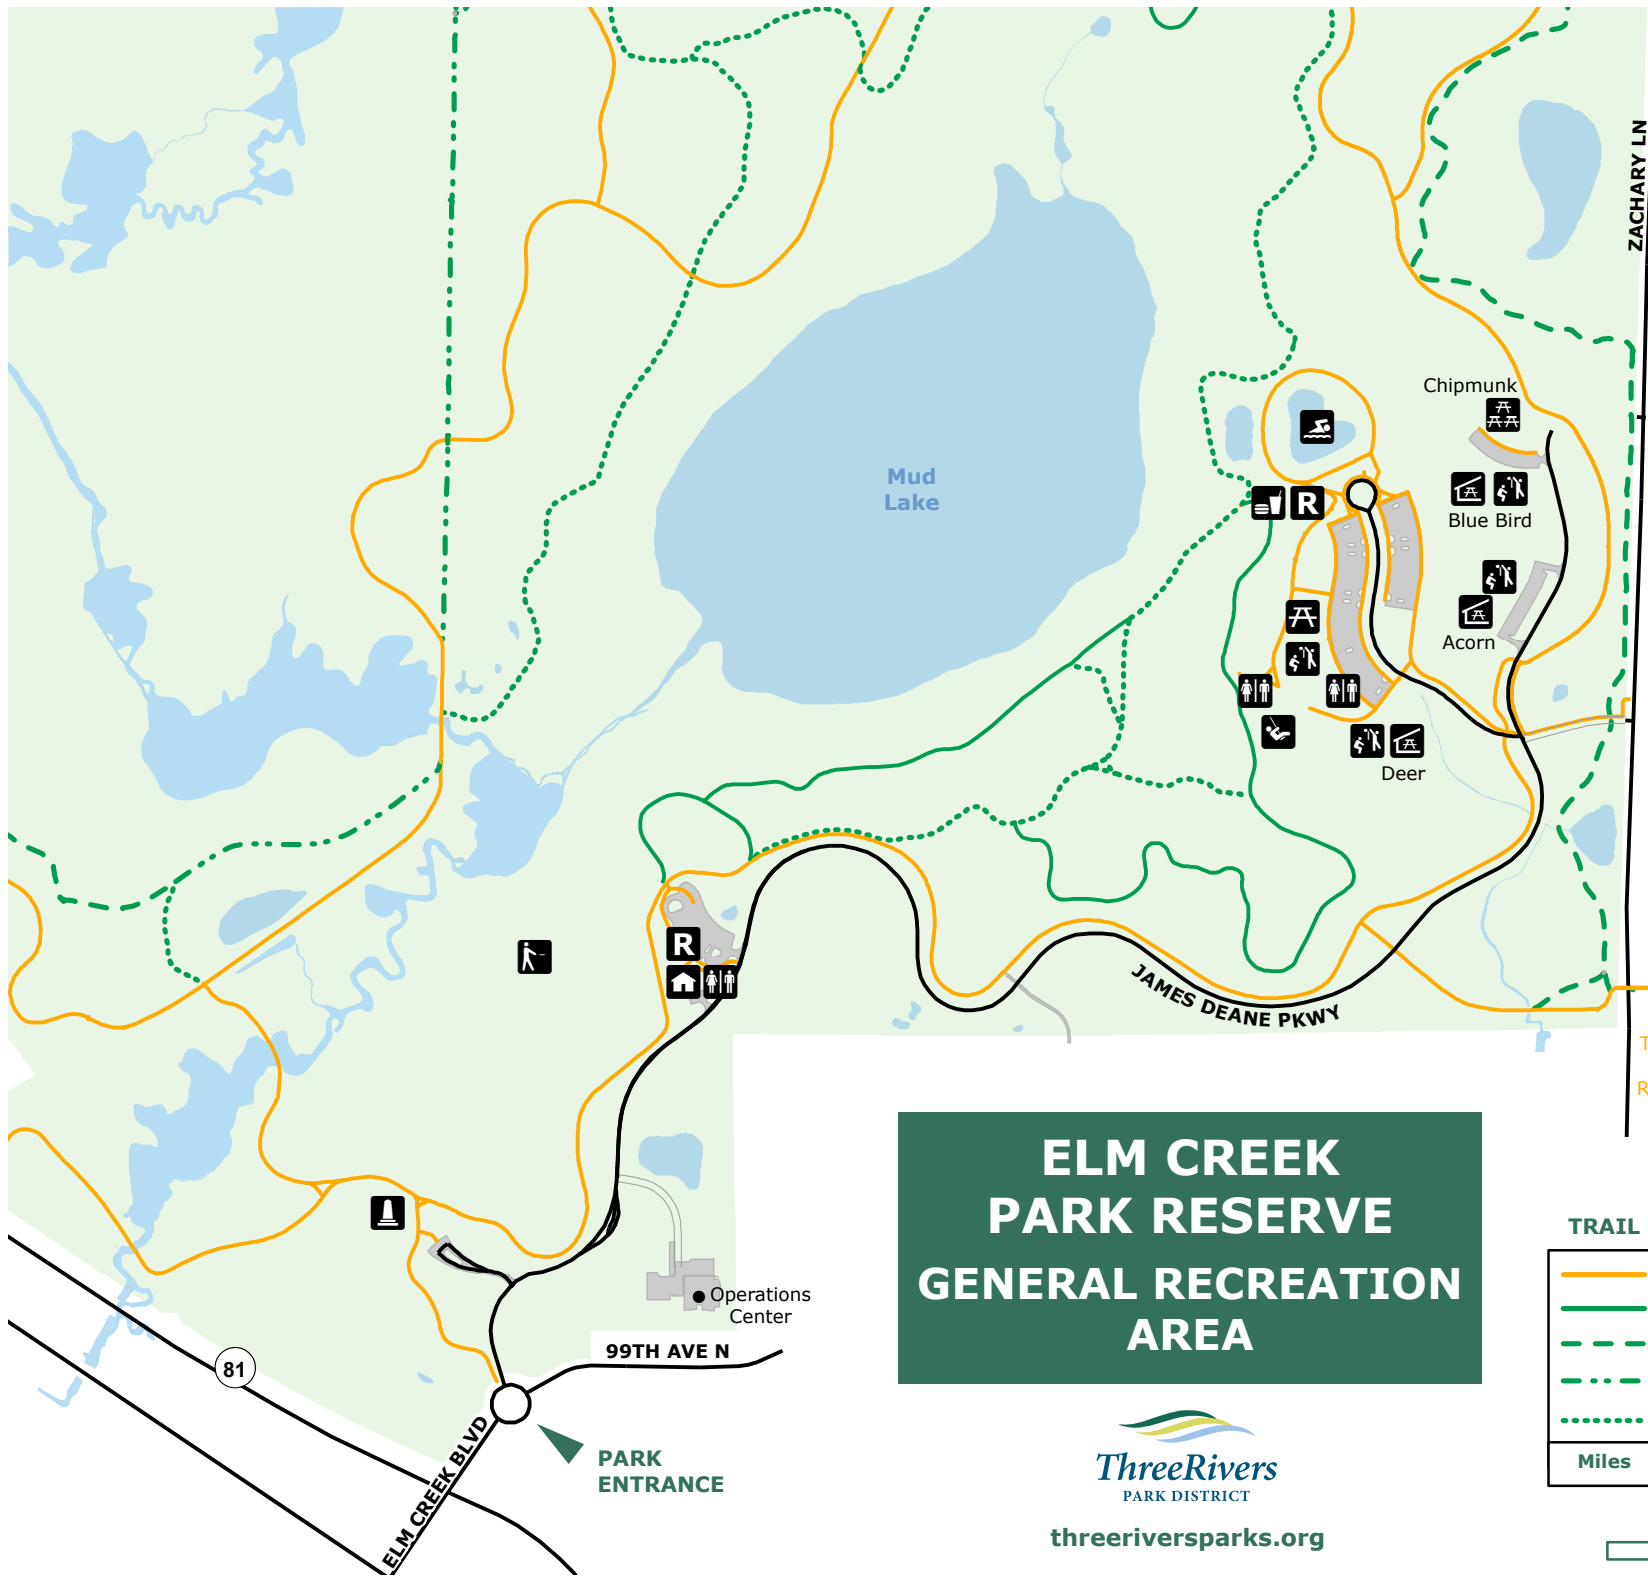 ZACHARY LN
Chipmunk
Mud
Lake
R
Blue Bird
Acorn
Deer
R
JAMES DEANE PKWY
T
R
ELM CREEK
PARK RESERVE
GENERAL RECREATION
AREA
TRAIL
Operations
Center
99TH AVE N
81
ELM CREEK BLVD
PARK
ENTRANCE
Miles
ThreeRivers
PARK DISTRICT
threeriversparks.org